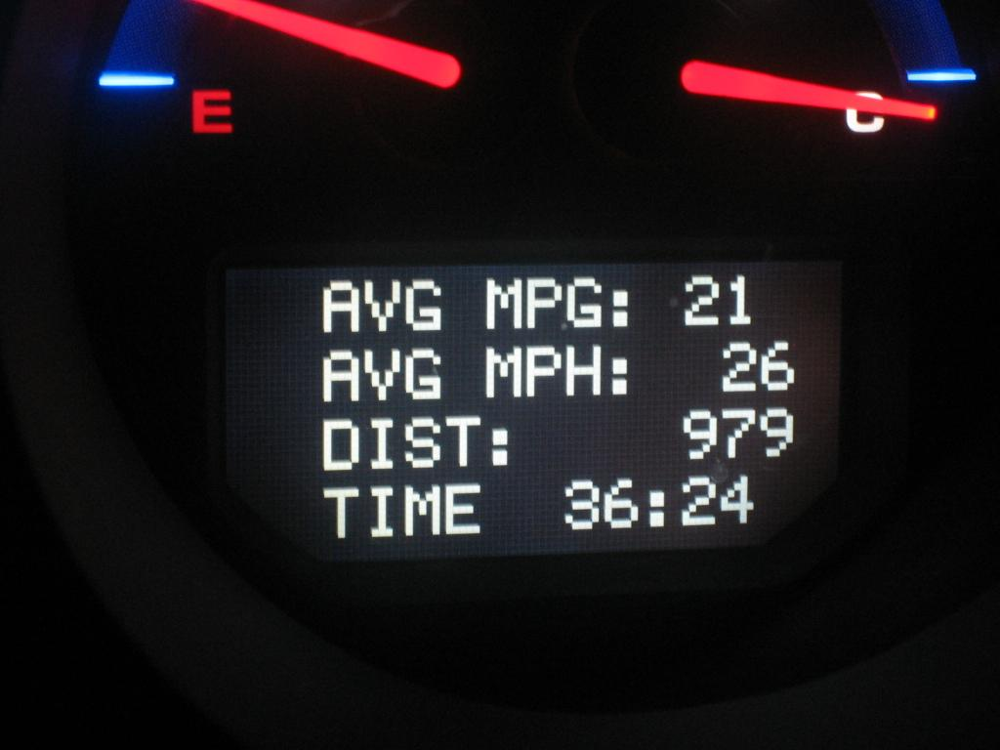 E
C
AVG MPG: 21
AVG MPH: 26
DIST: 979
TIME 36:24